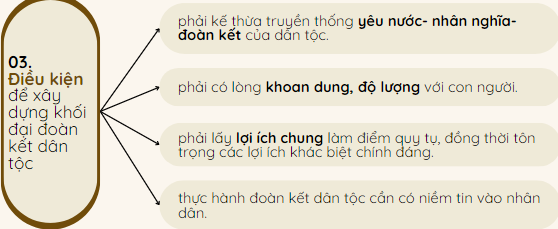 03.
Điều kiện
để xây
dựng khối
đại đoàn
kết dân
tộc
phải kế thừa truyền thống yêu nước- nhân nghĩa-
đoàn kết của dân tộc.
phải có lòng khoan dung, độ lượng với con người.
phải lấy lợi ích chung làm điểm quy tụ, đồng thời tôn
trọng các lợi ích khác biệt chính đáng.
thực hành đoàn kết dân tộc cần có niềm tin vào nhân
dân.